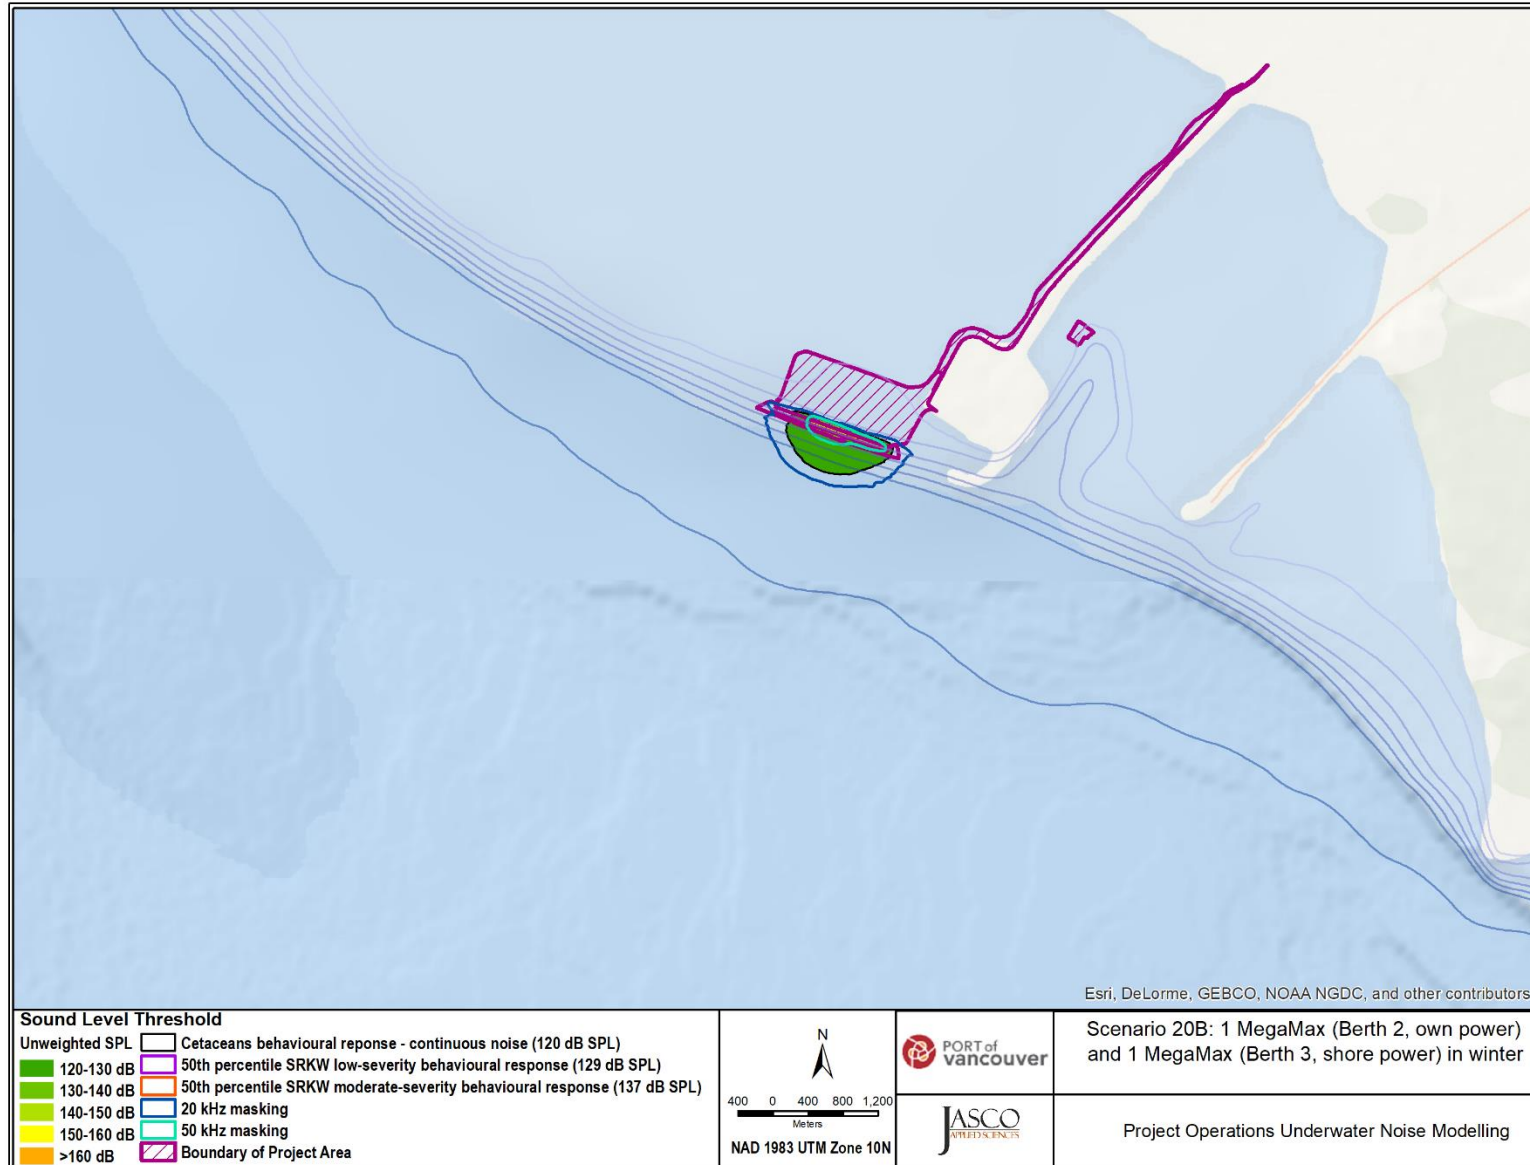 Esri, DeLorme, GEBCO, NOAA NGDC, and other contributors
Sound Level Threshold
Unweighted SPL
120-130 dB
130-140 dB
140-150 dB
150-160 dB
>160 dB
Cetaceans behavioural reponse - continuous noise (120 dB SPL)
50th percentile SRKW low-severity behavioural response (129 dB SPL)
50th percentile SRKW moderate-severity behavioural response (137 dB SPL)
20 kHz masking
50 kHz masking
Boundary of Project Area
N
400 0 400 800 1,200
Meters
NAD 1983 UTM Zone 10N
PORT of
vancouver
JASCO
APPLIED SCIENCES
Scenario 20B: 1 MegaMax (Berth 2, own power)
and 1 MegaMax (Berth 3, shore power) in winter
Project Operations Underwater Noise Modelling